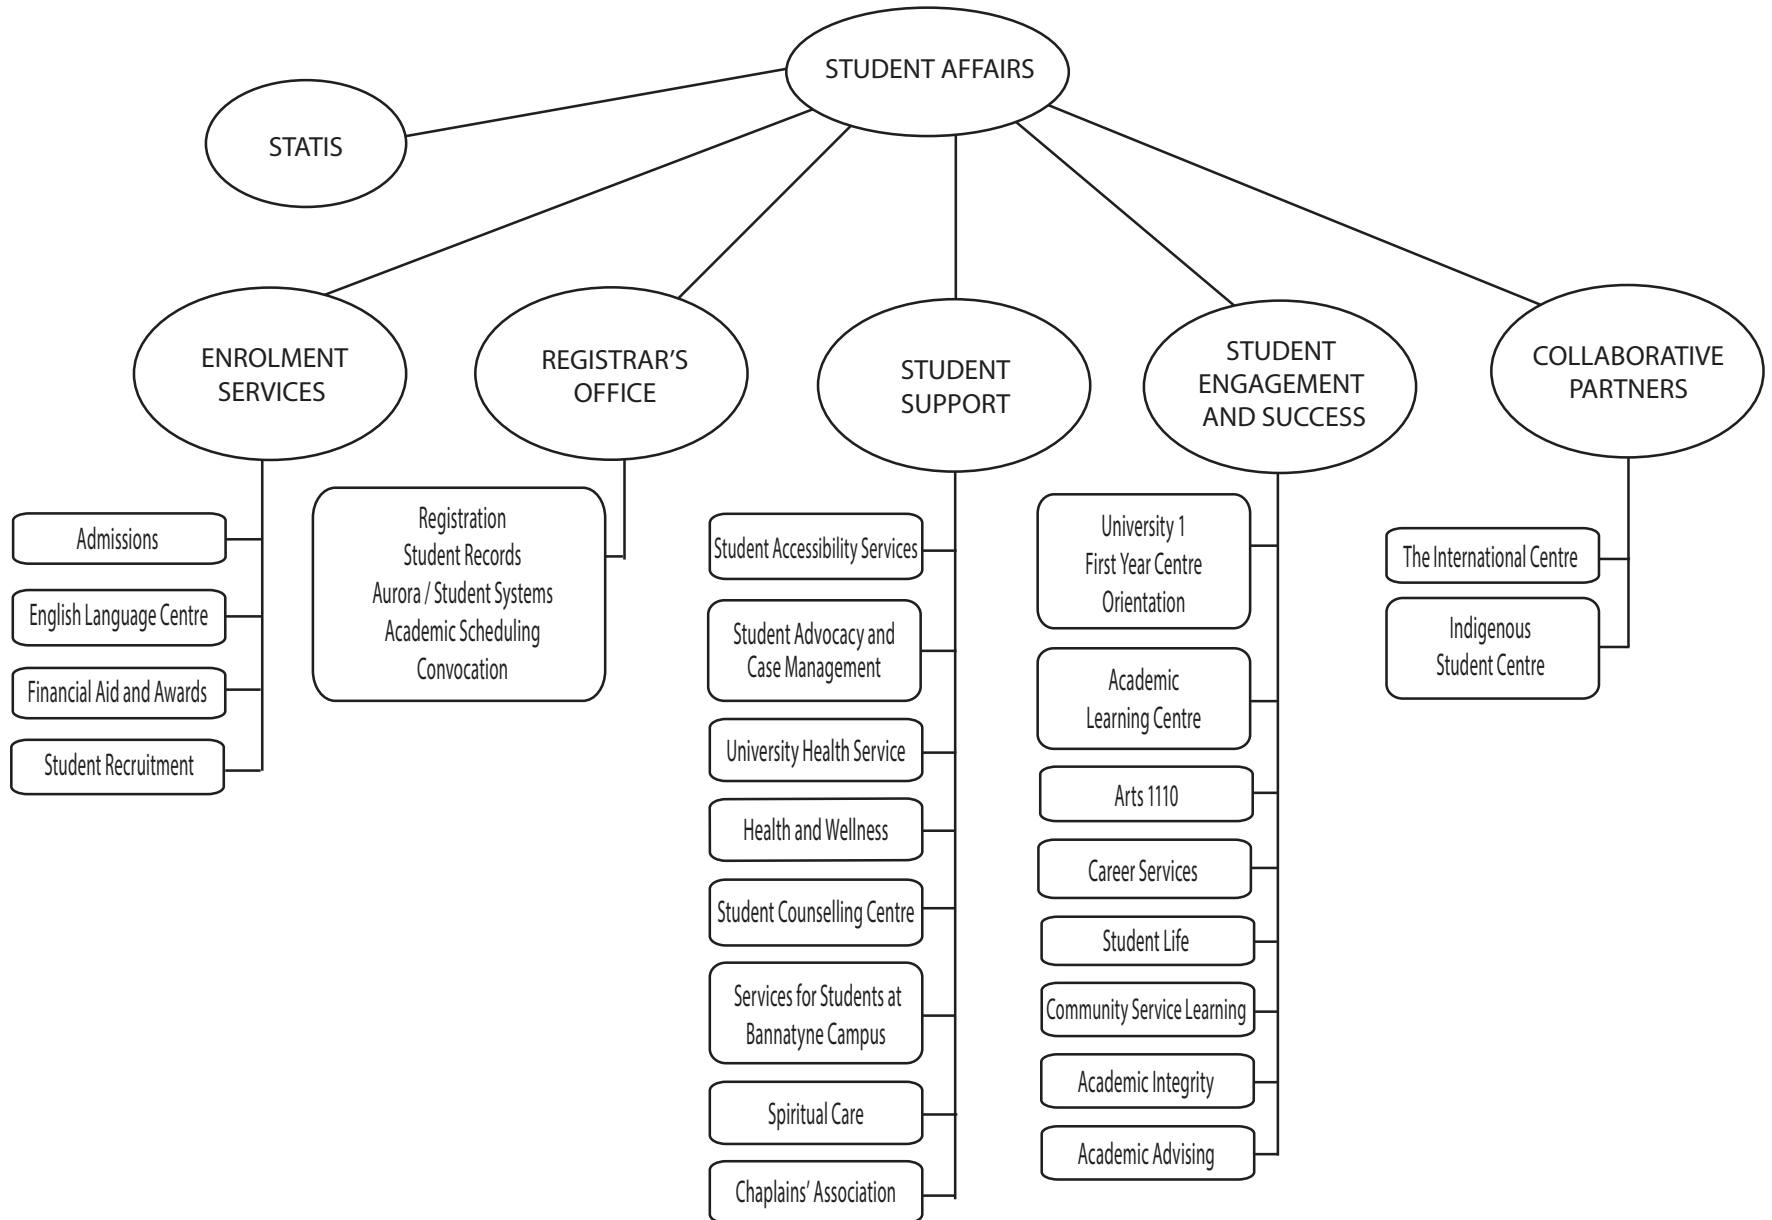 STUDENT AFFAIRS
STATIS
ENROLMENT
SERVICES
REGISTRAR’S
OFFICE
STUDENT
SUPPORT
STUDENT
ENGAGEMENT
AND SUCCESS
COLLABORATIVE
PARTNERS
Admissions
English Language Centre
Financial Aid and Awards
Student Recruitment
Registration
Student Records
Aurora / Student Systems
Academic Scheduling
Convocation
Student Accessibility Services
Student Advocacy and
Case Management
University Health Service
Health and Wellness
Student Counselling Centre
Services for Students at
Bannatyne Campus
Spiritual Care
Chaplains’ Association
University 1
First Year Centre
Orientation
Academic
Learning Centre
Arts 1110
Career Services
Student Life
Community Service Learning
Academic Integrity
Academic Advising
The International Centre
Indigenous
Student Centre